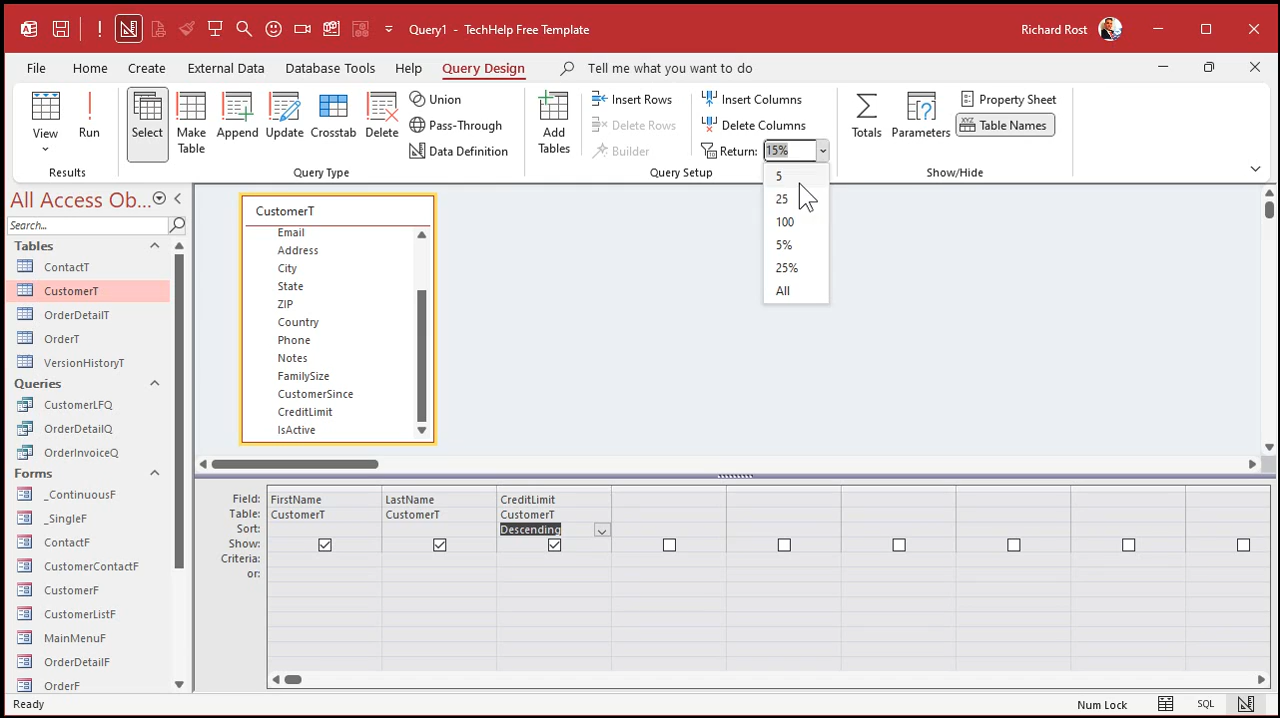 Query1 - TechHelp Free Template
Richard Rost
File Home Create External Data Database Tools Help Query Design Tell me what you want to do
View
Run
Results
Select
Make Table
Append
Update
Crosstab
Delete
Union
Pass-Through
Data Definition
Query Type
Add Tables
Insert Rows
Delete Rows
Builder
Insert Columns
Delete Columns
Return: 15%
Query Setup
Totals
Parameters
Property Sheet
Table Names
Show/Hide
5
25
100
5%
25%
All
All Access Ob...
Search...
Tables
ContactT
CustomerT
OrderDetailT
OrderT
VersionHistoryT
Queries
CustomerLFQ
OrderDetailQ
OrderInvoiceQ
Forms
_ContinuousF
_SingleF
ContactF
CustomerContactF
CustomerF
CustomerListF
MainMenuF
OrderDetailF
OrderF
CustomerT
Email
Address
City
State
ZIP
Country
Phone
Notes
FamilySize
CustomerSince
CreditLimit
IsActive
Field: FirstName LastName CreditLimit
Table: CustomerT CustomerT CustomerT
Sort: Descending
Show:
Criteria:
or:
Ready
Num Lock
SQL